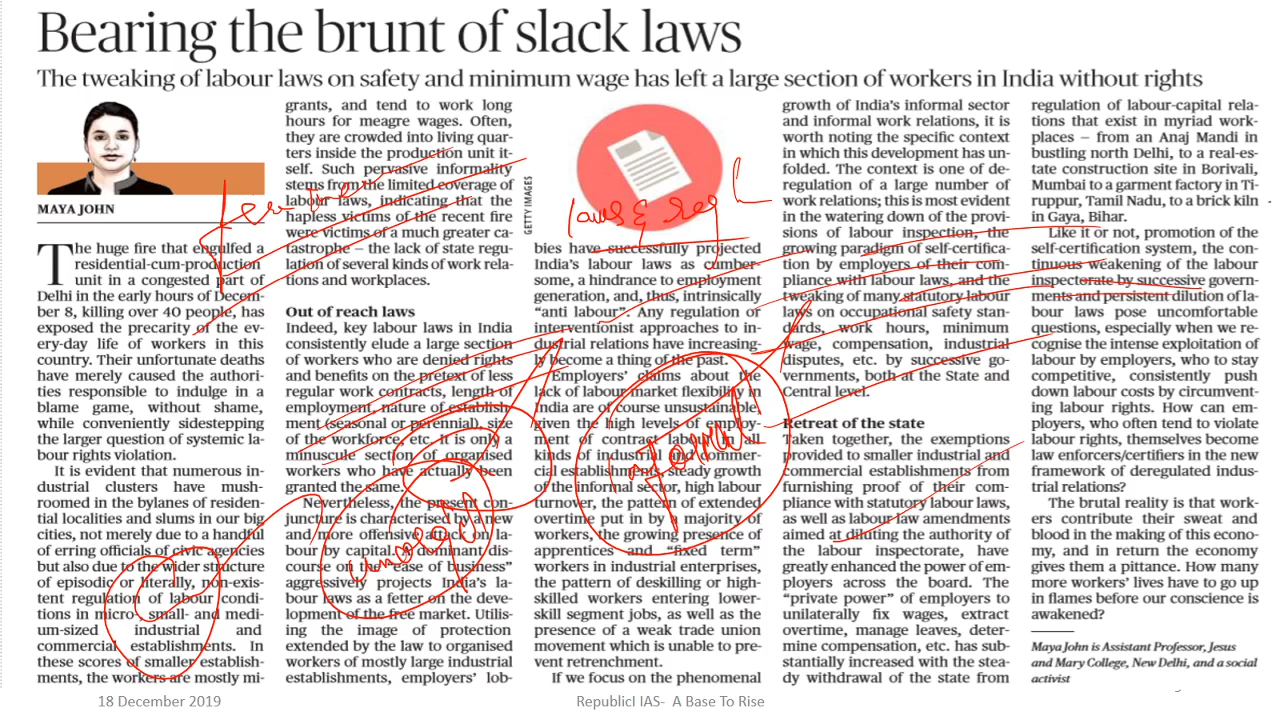 Bearing the brunt of slack laws
The tweaking of labour laws on safety and minimum wage has left a large section of workers in India without rights
MAYA JOHN
The huge fire that engulfed a
residential-cum-production
unit in a congested part of
Delhi in the early hours of Decem-
ber 8, killing over 40 people, has
exposed the precarity of the ev-
ery-day life of workers in this
country. Their unfortunate deaths
have merely caused the authori-
ties responsible to indulge in a
blame game, without shame,
while conveniently sidestepping
the larger question of systemic la-
bour rights violation.
It is evident that numerous in-
dustrial clusters have mush-
roomed in the bylanes of residen-
tial localities and slums in our big
cities, not merely due to a handful
of erring officials of civic agencies
but also due to the wider structure
of episodic or literally, non-exis-
tent regulation of labour condi-
tions in micro- small- and medi-
um-sized industrial and
commercial establishments. In
these scores of smaller establish-
ments, the workers are mostly mi-
grants, and tend to work long
hours for meagre wages. Often,
they are crowded into living quar-
ters inside the production unit it-
self. Such pervasive informality
stems from the limited coverage of
labour laws, indicating that the
hapless victims of the recent fire
were victims of a much greater ca-
tastrophe – the lack of state regu-
lation of several kinds of work rela-
tions and workplaces.
Out of reach laws
Indeed, key labour laws in India
consistently elude a large section
of workers who are denied rights
and benefits on the pretext of less
regular work contracts, length of
employment, nature of establish-
ment (seasonal or perennial), size
of the workforce, etc. It is only a
minuscule section of organised
workers who have actually been
granted the same.
Nevertheless, the present con-
juncture is characterised by a new
and more offensive attack on la-
bour by capital. Dominant dis-
course on “ease of business”
aggressively projects India’s la-
bour laws as a fetter on the deve-
lopment of the free market. Utilis-
ing the image of protection
extended by the law to organised
workers of mostly large industrial
establishments, employers’ lob-
GETTY IMAGES
laws &
bies have successfully projected
India’s labour laws as cumber-
some, a hindrance to employment
generation, and, thus, intrinsically
“anti labour”. Any regulation or
interventionist approaches to in-
dustrial relations have increasing-
ly become a thing of the past.
Employers’ claims about the
lack of labour market flexibility in
India are of course unsustainable,
given the high levels of employ-
ment of contract labour in all
kinds of industrial and commer-
cial establishments, steady growth
of the informal sector, high labour
turnover, the pattern of extended
overtime put in by a majority of
workers, the growing presence of
apprentices and “fixed term”
workers in industrial enterprises,
the pattern of deskilling or high-
skilled workers entering lower-
skill segment jobs, as well as the
presence of a weak trade union
movement which is unable to pre-
vent retrenchment.
If we focus on the phenomenal
growth of India’s informal sector
and informal work relations, it is
worth noting the specific context
in which this development has un-
folded. The context is one of de-
regulation of a large number of
work relations; this is most evident
in the watering down of the provi-
sions of labour inspection, the
growing paradigm of self-certifica-
tion by employers of their com-
pliance with labour laws, and the
tweaking of many statutory labour
laws on occupational safety stan-
dards, work hours, minimum
wage, compensation, industrial
disputes, etc. by successive go-
vernments, both at the State and
Central level.
Retreat of the state
Taken together, the exemptions
provided to smaller industrial and
commercial establishments from
furnishing proof of their com-
pliance with statutory labour laws,
as well as labour law amendments
aimed at diluting the authority of
the labour inspectorate, have
greatly enhanced the power of em-
ployers across the board. The
“private power” of employers to
unilaterally fix wages, extract
overtime, manage leaves, deter-
mine compensation, etc. has sub-
stantially increased with the stea-
dy withdrawal of the state from
regulation of labour-capital rela-
tions that exist in myriad work-
places – from an Anaj Mandi in
bustling north Delhi, to a real-es-
tate construction site in Borivali,
Mumbai to a garment factory in Ti-
ruppur, Tamil Nadu, to a brick kiln
in Gaya, Bihar.
Like it or not, promotion of the
self-certification system, the con-
tinuous weakening of the labour
inspectorate by successive govern-
ments and persistent dilution of la-
bour laws pose uncomfortable
questions, especially when we re-
cognise the intense exploitation of
labour by employers, who to stay
competitive, consistently push
down labour costs by circumvent-
ing labour rights. How can em-
ployers, who often tend to violate
labour rights, themselves become
law enforcers/certifiers in the new
framework of deregulated indus-
trial relations?
The brutal reality is that work-
ers contribute their sweat and
blood in the making of this econo-
my, and in return the economy
gives them a pittance. How many
more workers’ lives have to go up
in flames before our conscience is
awakened?
Maya John is Assistant Professor, Jesus
and Mary College, New Delhi, and a social
activist
18 December 2019
RepublicI IAS- A Base To Rise